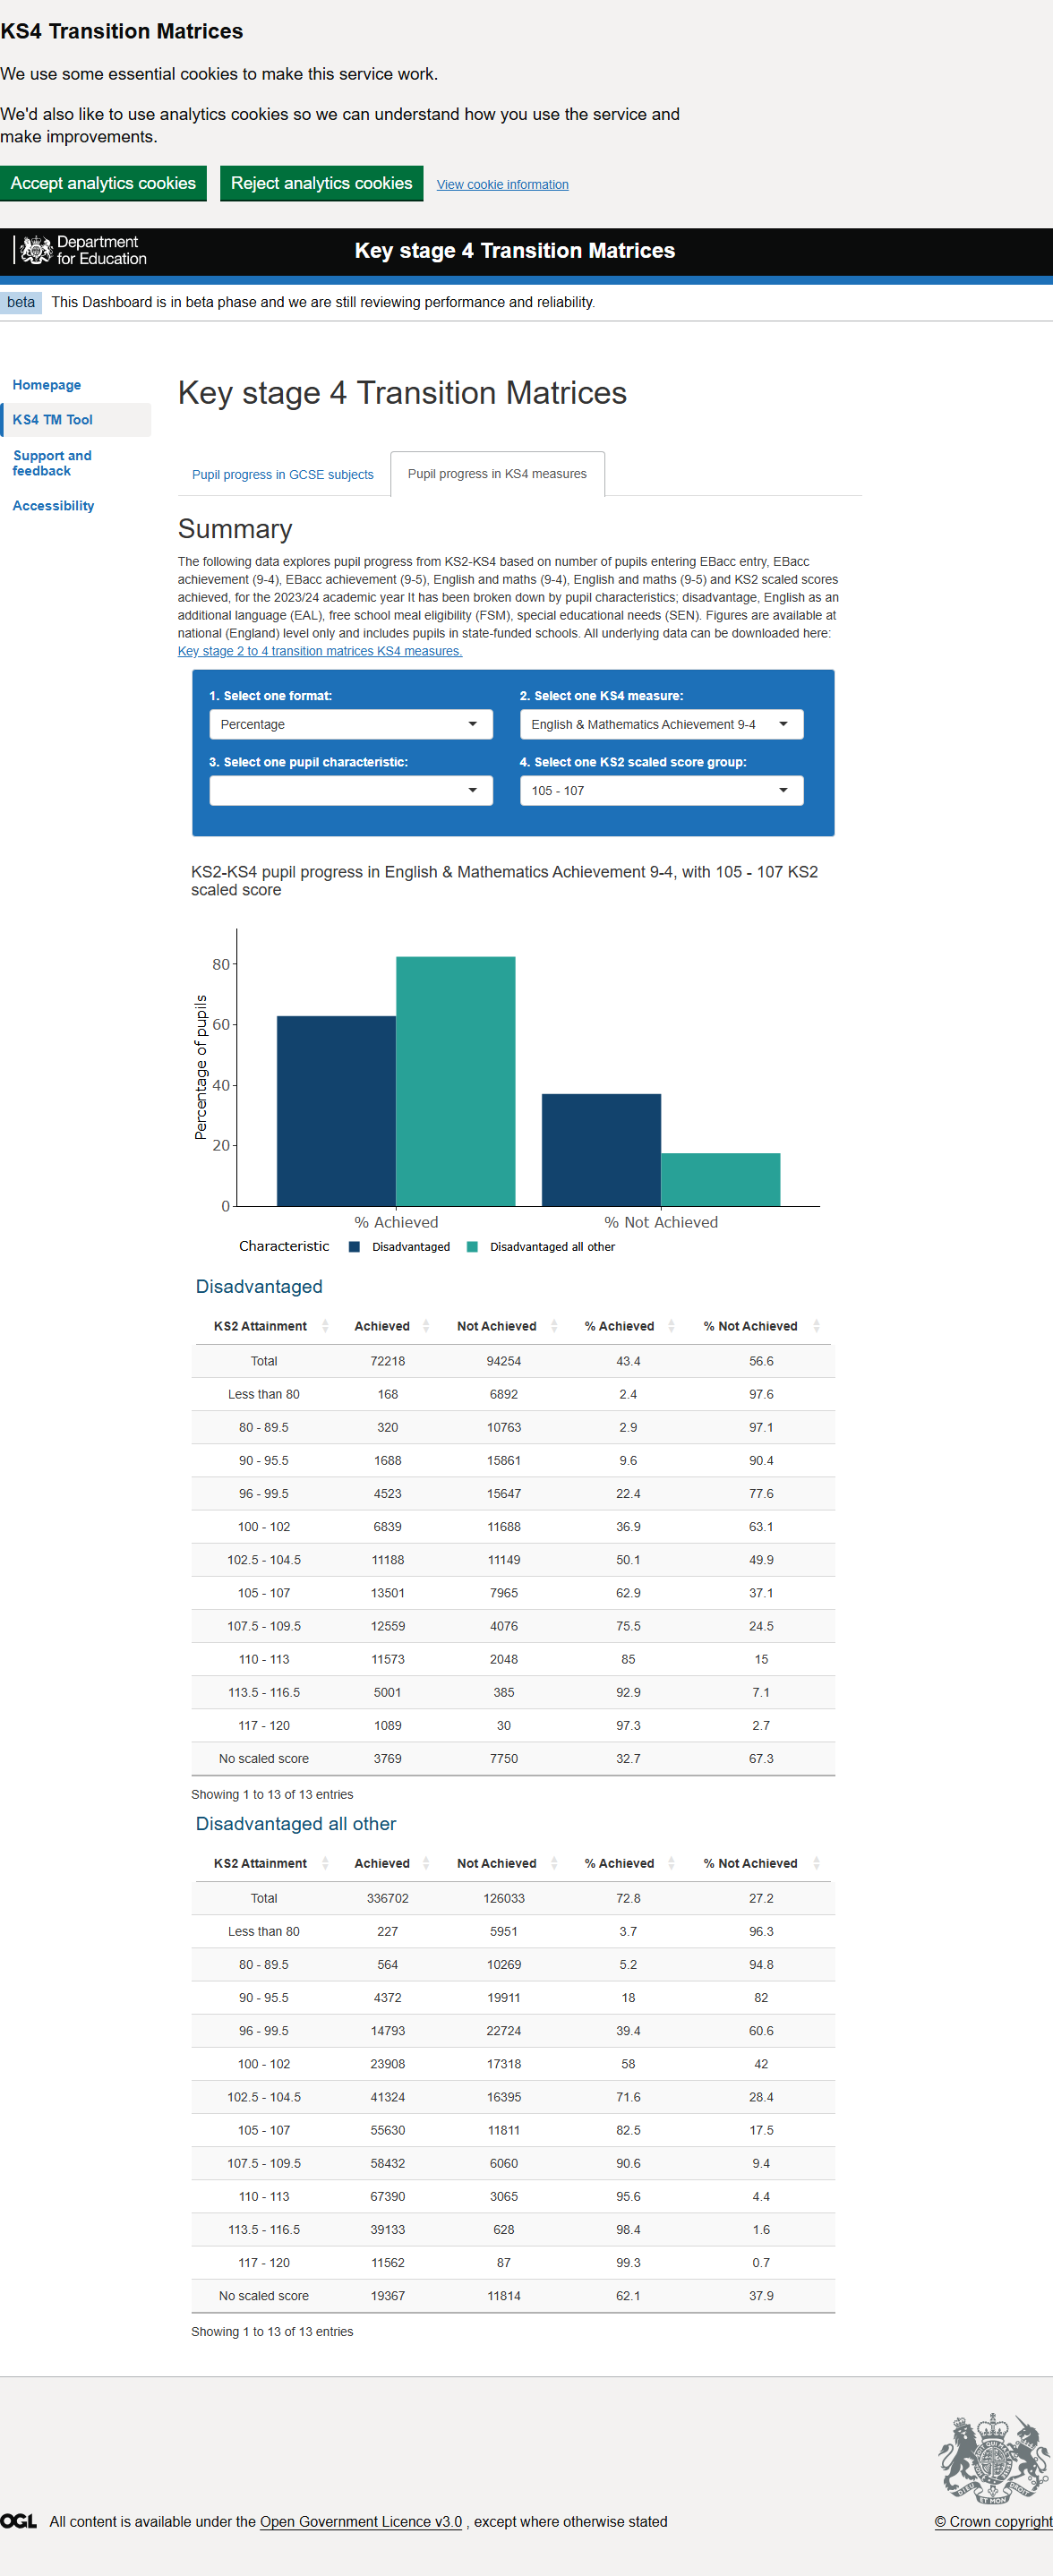 KS4 Transition Matrices
We use some essential cookies to make this service work.
We'd also like to use analytics cookies so we can understand how you use the service and
make improvements.
Accept analytics cookies Reject analytics cookies View cookie information
Department
for Education
Key stage 4 Transition Matrices
beta This Dashboard is in beta phase and we are still reviewing performance and reliability.
Homepage
KS4 TM Tool
Support and
feedback
Accessibility
Key stage 4 Transition Matrices
Pupil progress in GCSE subjects Pupil progress in KS4 measures
Summary
The following data explores pupil progress from KS2-KS4 based on number of pupils entering EBacc entry, EBacc
achievement (9-4), EBacc achievement (9-5), English and maths (9-4), English and maths (9-5) and KS2 scaled scores
achieved, for the 2023/24 academic year It has been broken down by pupil characteristics; disadvantage, English as an
additional language (EAL), free school meal eligibility (FSM), special educational needs (SEN). Figures are available at
national (England) level only and includes pupils in state-funded schools. All underlying data can be downloaded here:
Key stage 2 to 4 transition matrices KS4 measures.
1. Select one format: 2. Select one KS4 measure:
Percentage English & Mathematics Achievement 9-4
3. Select one pupil characteristic: 4. Select one KS2 scaled score group:
105 - 107
KS2-KS4 pupil progress in English & Mathematics Achievement 9-4, with 105 - 107 KS2
scaled score
Percentage of pupils
80
60
40
20
0
% Achieved % Not Achieved
Characteristic Disadvantaged Disadvantaged all other
Disadvantaged
KS2 Attainment Achieved Not Achieved % Achieved % Not Achieved
Total 72218 94254 43.4 56.6
Less than 80 168 6892 2.4 97.6
80 - 89.5 320 10763 2.9 97.1
90 - 95.5 1688 15861 9.6 90.4
96 - 99.5 4523 15647 22.4 77.6
100 - 102 6839 11688 36.9 63.1
102.5 - 104.5 11188 11149 50.1 49.9
105 - 107 13501 7965 62.9 37.1
107.5 - 109.5 12559 4076 75.5 24.5
110 - 113 11573 2048 85 15
113.5 - 116.5 5001 385 92.9 7.1
117 - 120 1089 30 97.3 2.7
No scaled score 3769 7750 32.7 67.3
Showing 1 to 13 of 13 entries
Disadvantaged all other
KS2 Attainment Achieved Not Achieved % Achieved % Not Achieved
Total 336702 126033 72.8 27.2
Less than 80 227 5951 3.7 96.3
80 - 89.5 564 10269 5.2 94.8
90 - 95.5 4372 19911 18 82
96 - 99.5 14793 22724 39.4 60.6
100 - 102 23908 17318 58 42
102.5 - 104.5 41324 16395 71.6 28.4
105 - 107 55630 11811 82.5 17.5
107.5 - 109.5 58432 6060 90.6 9.4
110 - 113 67390 3065 95.6 4.4
113.5 - 116.5 39133 628 98.4 1.6
117 - 120 11562 87 99.3 0.7
No scaled score 19367 11814 62.1 37.9
Showing 1 to 13 of 13 entries
OGL All content is available under the Open Government Licence v3.0 , except where otherwise stated
© Crown copyright